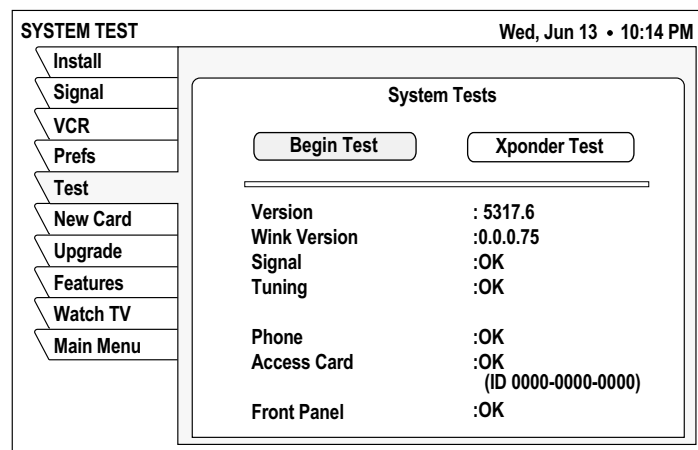 SYSTEM TEST
Wed, Jun 13 • 10:14 PM
Install
Signal
VCR
Prefs
Test
New Card
Upgrade
Features
Watch TV
Main Menu
System Tests
Begin Test
Xponder Test
Version : 5317.6
Wink Version :0.0.0.75
Signal :OK
Tuning :OK
Phone :OK
Access Card :OK
(ID 0000-0000-0000)
Front Panel :OK